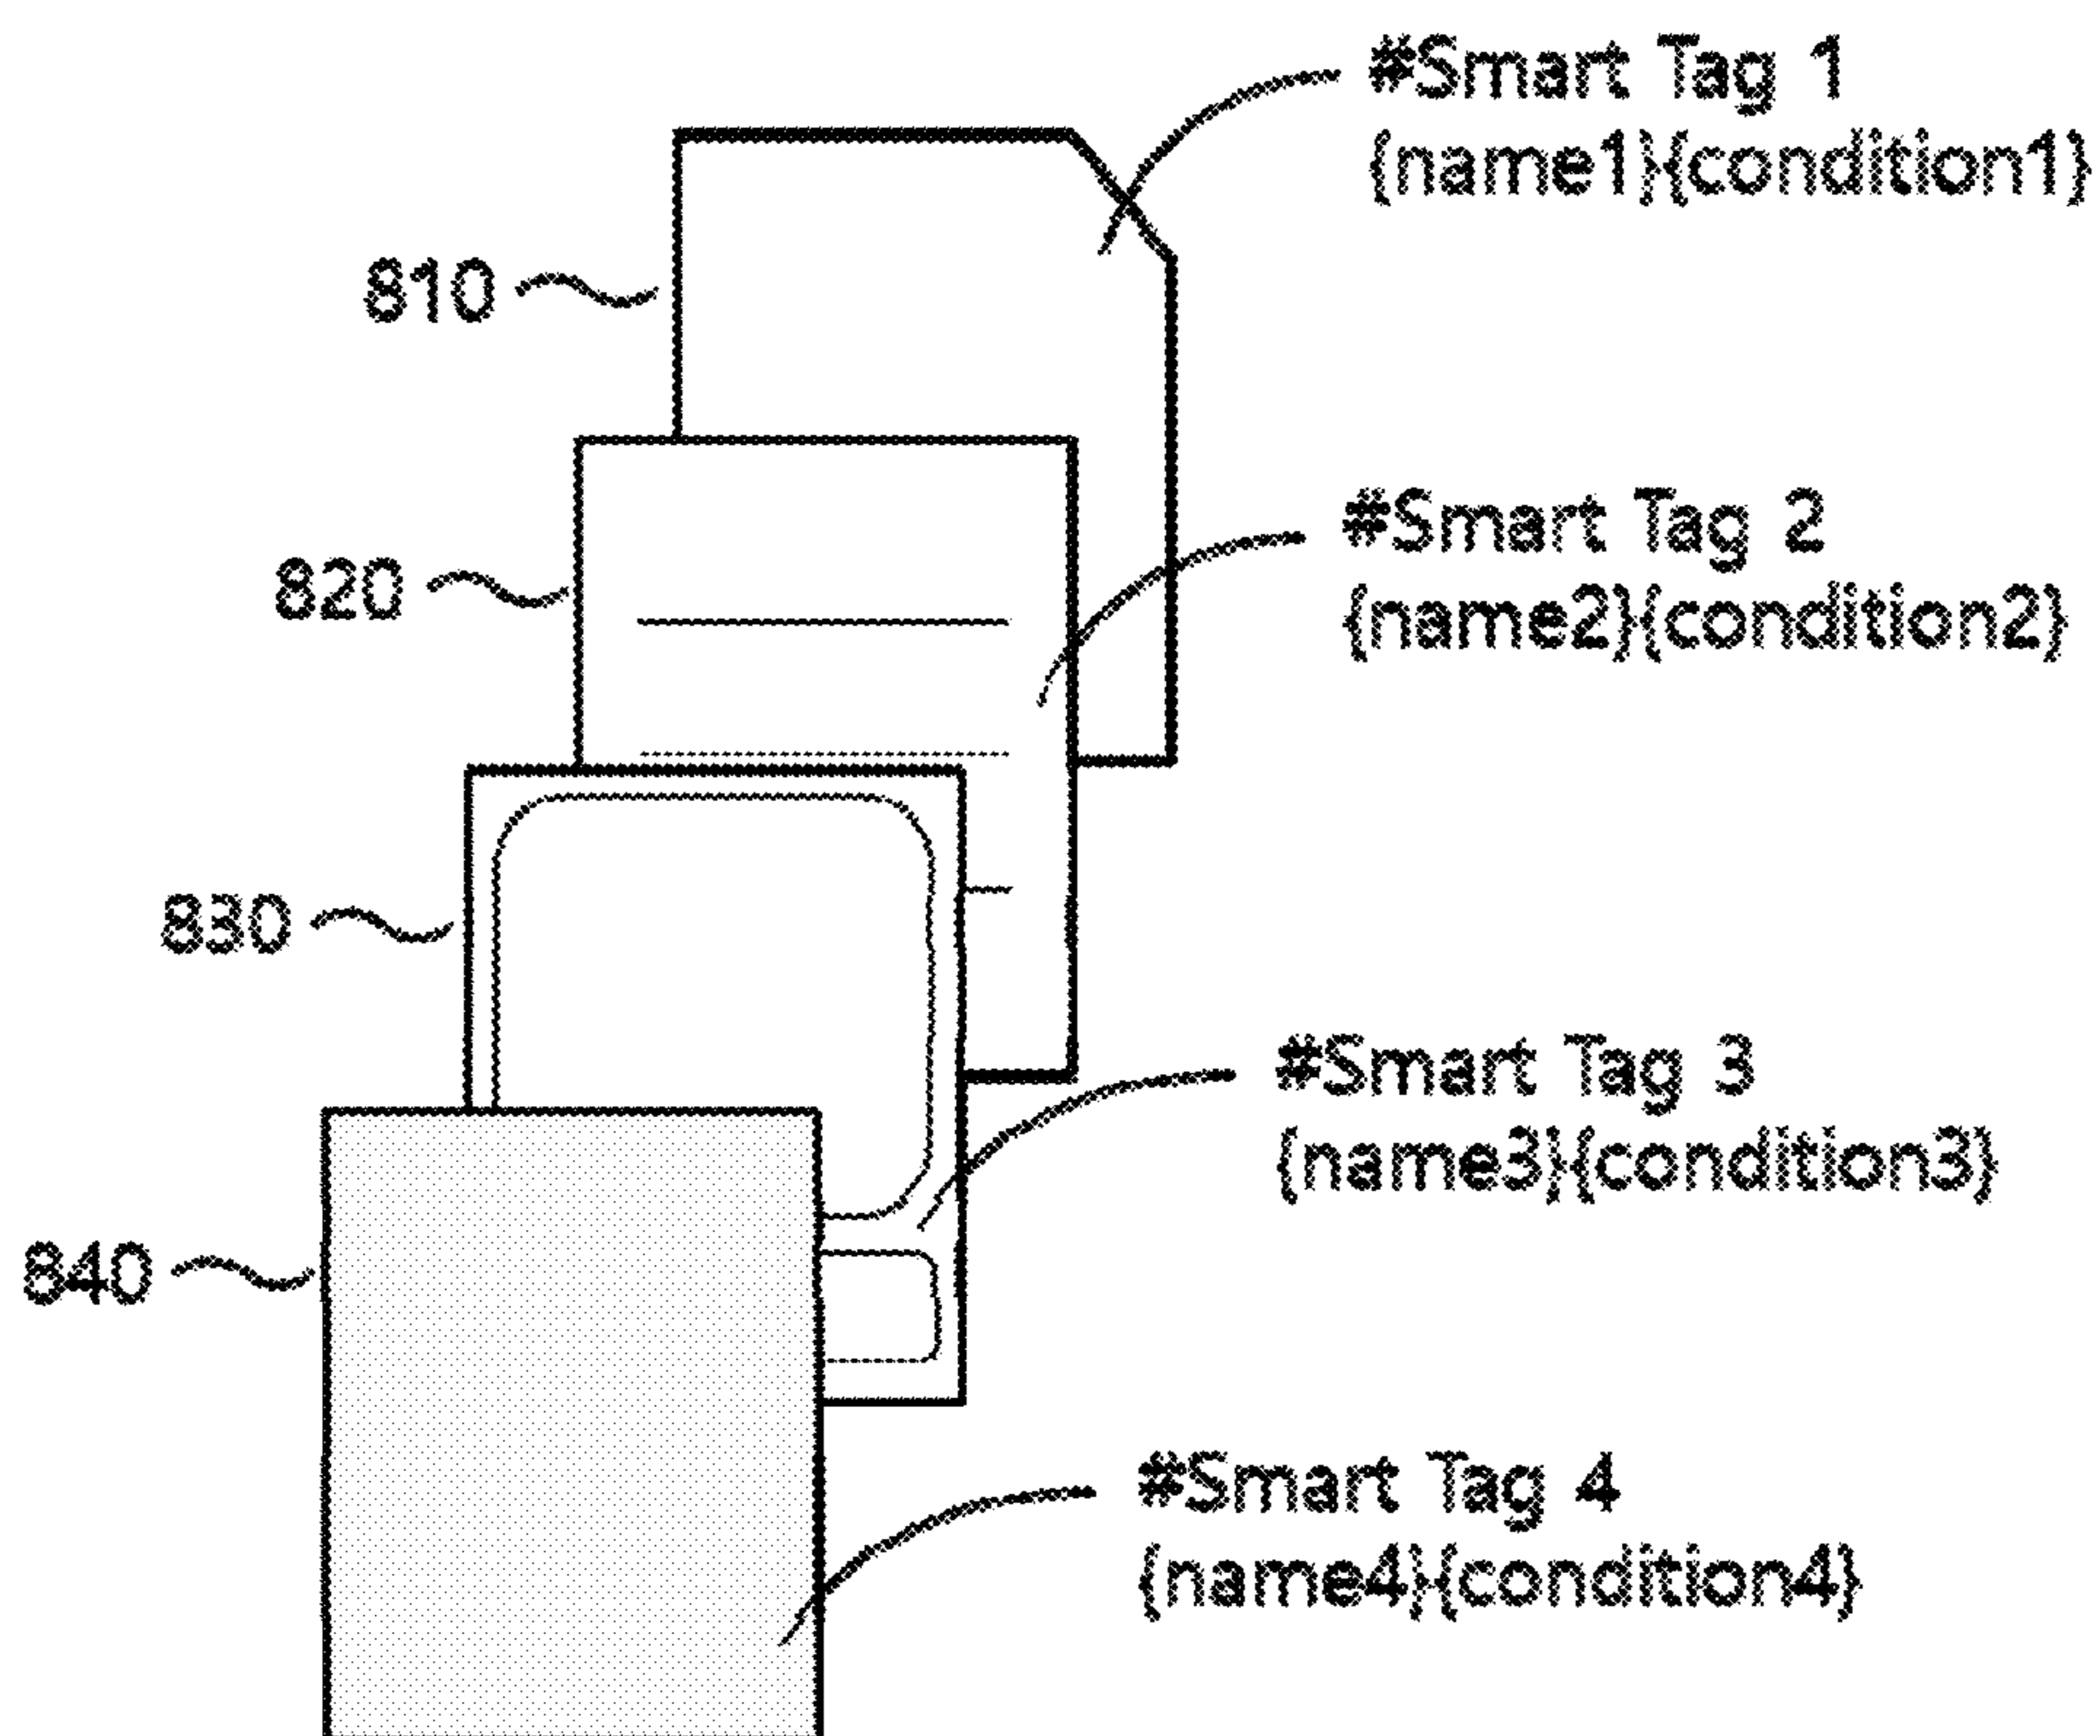 #Smart Tag 1
{name1}{condition1}
810
#Smart Tag 2
{name2}{condition2}
820
830
#Smart Tag 3
{name3}{condition3}
840
#Smart Tag 4
{name4}{condition4}